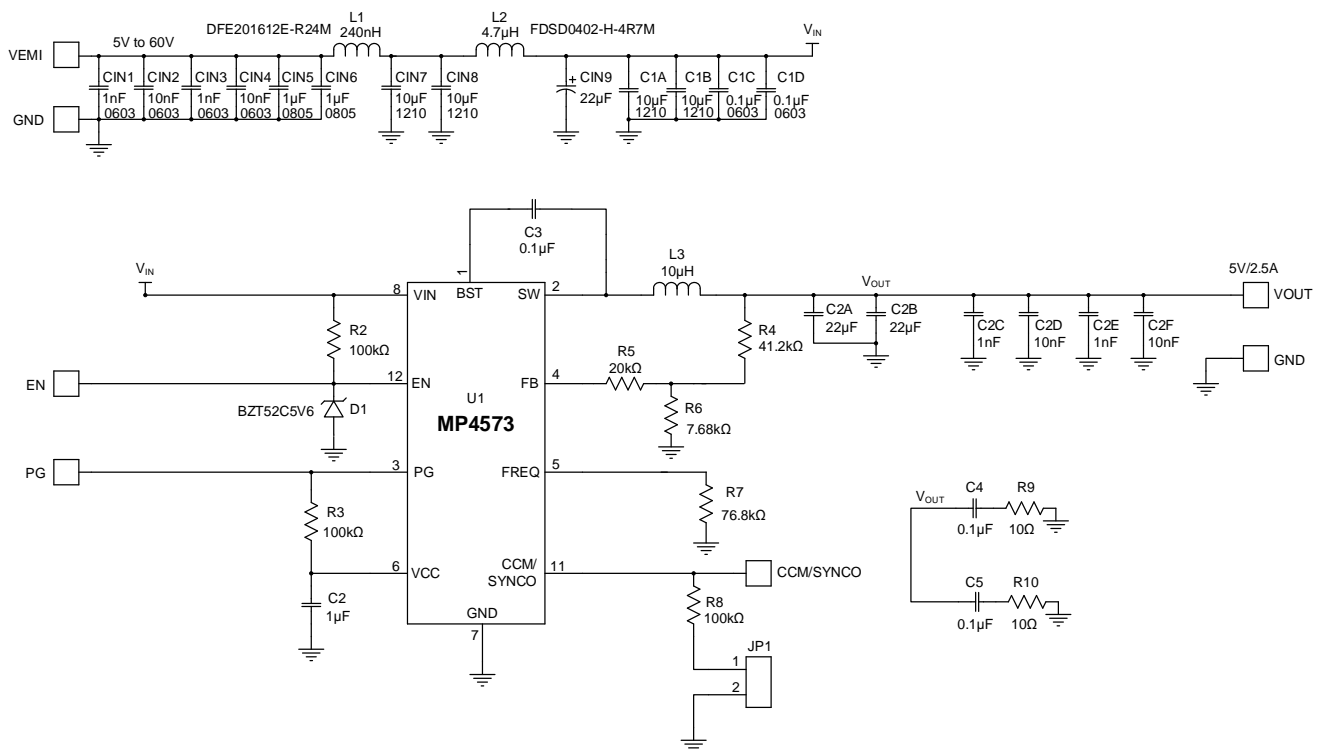 DFE201612E-R24M
L1
240nH
L2
4.7µH
FDSD0402-H-4R7M
VIN
VEMI
5V to 60V
GND
CIN1
1nF
0603
CIN2
10nF
0603
CIN3
1nF
0603
CIN4
10nF
0603
CIN5
1µF
0805
CIN6
1µF
0805
CIN7
10µF
1210
CIN8
10µF
1210
+
CIN9
22µF
C1A
10µF
1210
C1B
10µF
1210
C1C
0.1µF
0603
C1D
0.1µF
0603
C3
0.1µF
VIN
8
VIN
1
BST
SW
2
L3
10µH
VOUT
5V/2.5A
VOUT
GND
R2
100kΩ
R4
41.2kΩ
C2A
22µF
C2B
22µF
C2C
1nF
C2D
10nF
C2E
1nF
C2F
10nF
EN
12
EN
BZT52C5V6
D1
U1
MP4573
FB
4
R5
20kΩ
R6
7.68kΩ
PG
3
PG
FREQ
5
R7
76.8kΩ
R3
100kΩ
6
VCC
C2
1µF
CCM/
SYNCO
11
CCM/SYNCO
GND
7
R8
100kΩ
JP1
1
2
VOUT
C4
0.1µF
R9
10Ω
C5
0.1µF
R10
10Ω